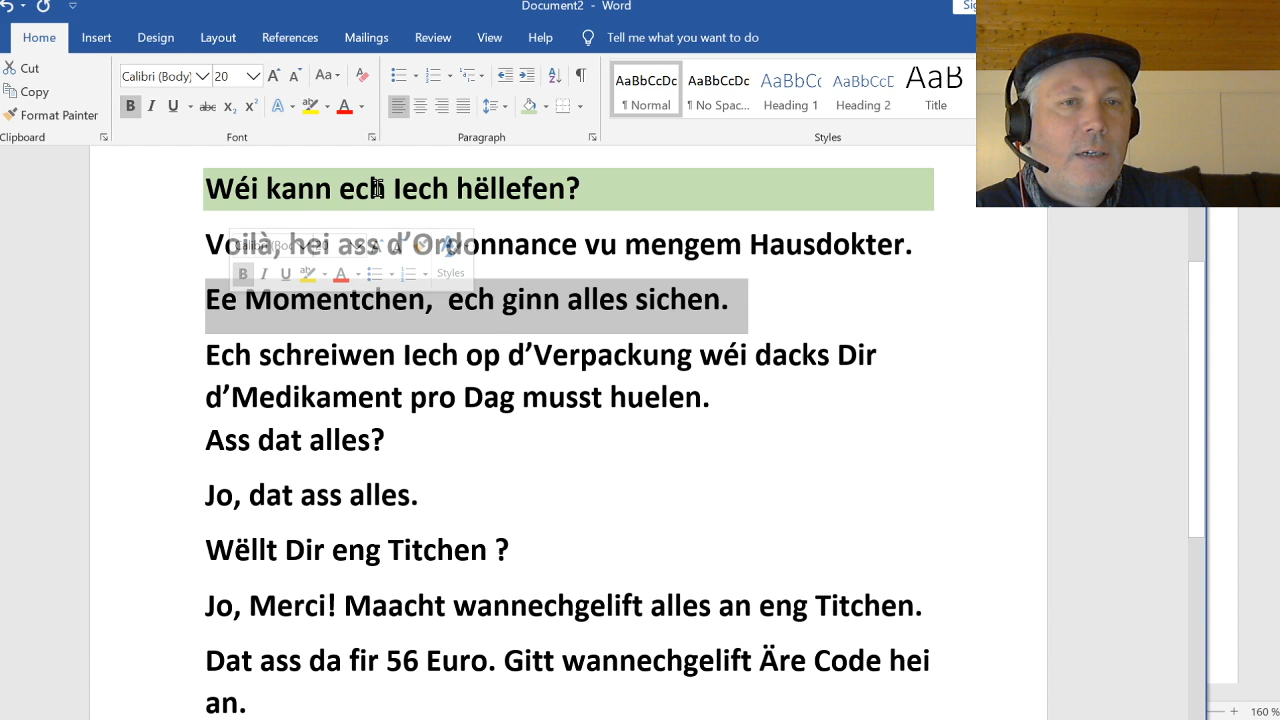 Document2 - Word
Home Insert Design Layout References Mailings Review View Help Tell me what you want to do
Cut
Copy
Format Painter
Clipboard
Calibri (Body) 20
Font
Paragraph
AaBbCcDc AaBbCcDc AaBbCc AaBbCcD AaB
¶ Normal ¶ No Spac... Heading 1 Heading 2 Title
Styles
Wéi kann ech Iech hëllefen?
Voilà, hei ass d’Ordonnance vu mengem Hausdokter.
Styles
Ee Momentchen, ech ginn alles sichen.
Ech schreiwen Iech op d’Verpackung wéi dacks Dir
d’Medikament pro Dag musst huelen.
Ass dat alles?
Jo, dat ass alles.
Wëllt Dir eng Titchen ?
Jo, Merci! Maacht wannechgelift alles an eng Titchen.
Dat ass da fir 56 Euro. Gitt wannechgelift Äre Code hei
an.
160 %